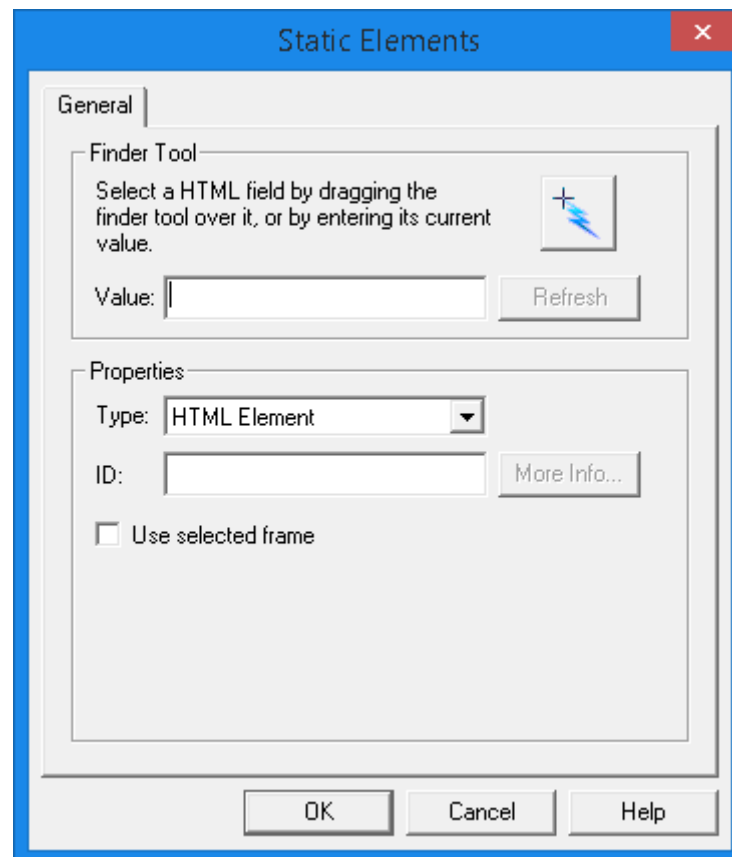 Static Elements
General
Finder Tool
Select a HTML field by dragging the
finder tool over it, or by entering its current
value.
Value:
Refresh
Properties
Type: HTML Element
ID:
More Info...
Use selected frame
OK Cancel Help